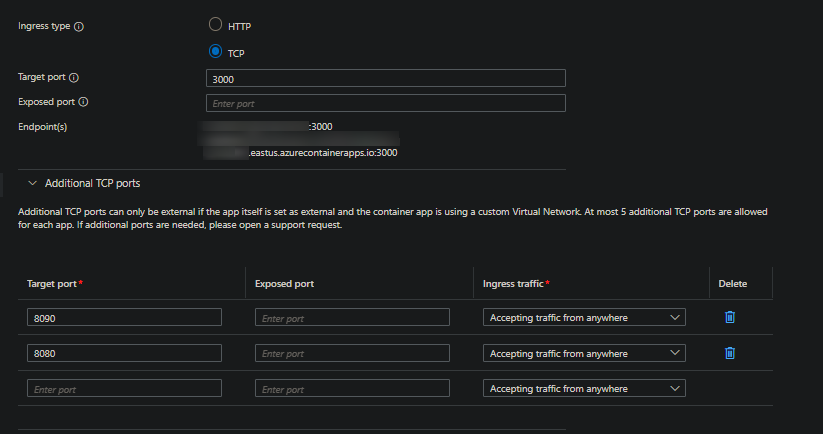 Ingress type
HTTP
TCP
Target port
3000
Exposed port
Enter port
Endpoint(s)
:3000
.eastus.azurecontainerapps.io:3000
Additional TCP ports
Additional TCP ports can only be external if the app itself is set as external and the container app is using a custom Virtual Network. At most 5 additional TCP ports are allowed
for each app. If additional ports are needed, please open a support request.
Target port * Exposed port Ingress traffic * Delete
8090 Enter port Accepting traffic from anywhere
8080 Enter port Accepting traffic from anywhere
Enter port Enter port Accepting traffic from anywhere